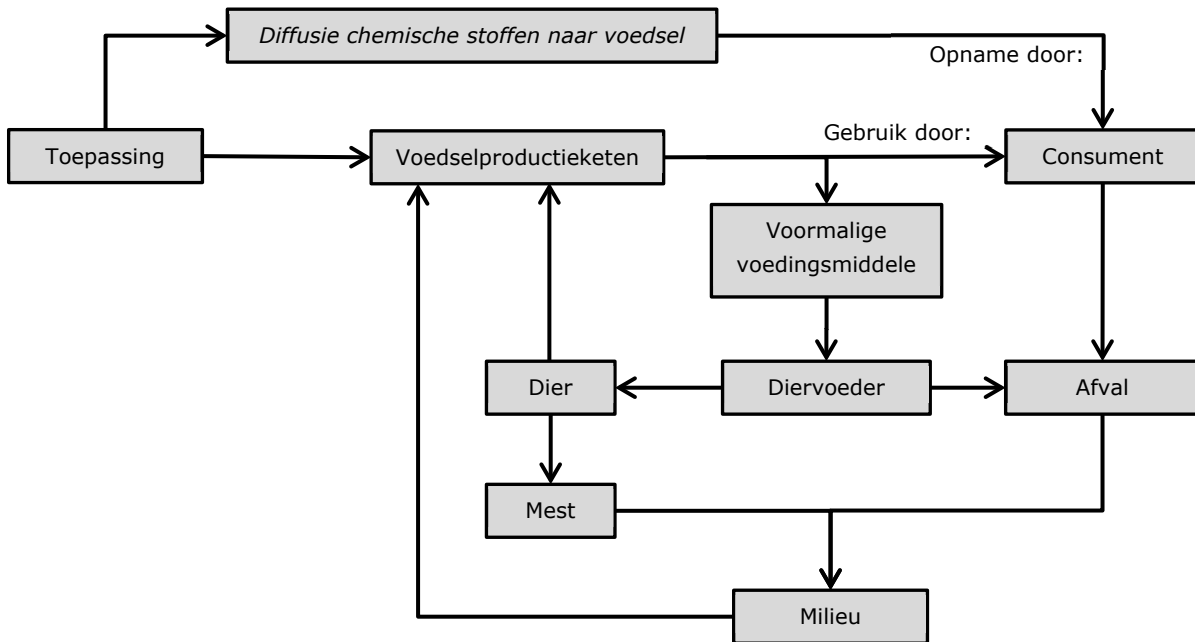 Diffusie chemische stoffen naar voedsel
Opname door:
Toepassing
Voedselproductieketen
Gebruik door:
Consument
Voormalige
voedingsmiddele
Dier
Diervoeder
Afval
Mest
Milieu